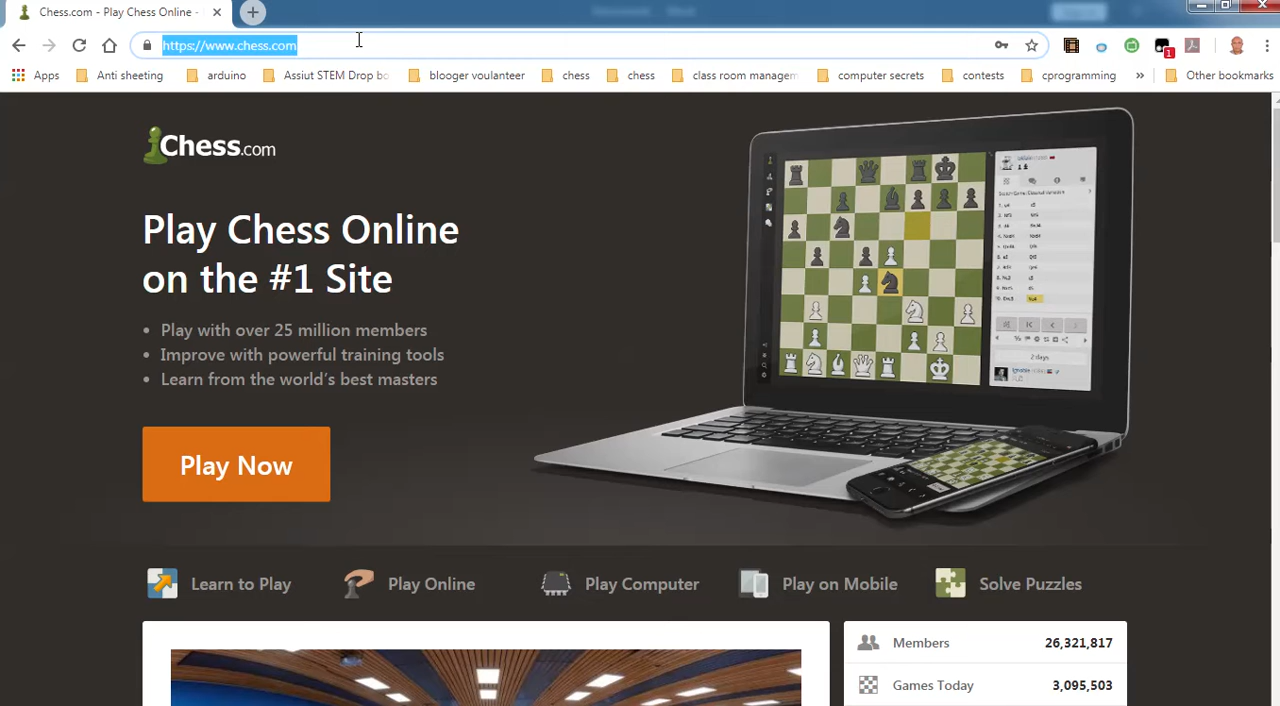 Chess.com - Play Chess Online -
https://www.chess.com
1
Apps
Anti sheeting
arduino
Assiut STEM Drop bo
blooger voulanteer
chess
chess
class room managem
computer secrets
contests
cprogramming
»
Other bookmarks
Chess.com
Play Chess Online
on the #1 Site
• Play with over 25 million members
• Improve with powerful training tools
• Learn from the world's best masters
Play Now
2 days
Learn to Play
Play Online
Play Computer
Play on Mobile
Solve Puzzles
Members 26,321,817
Games Today 3,095,503